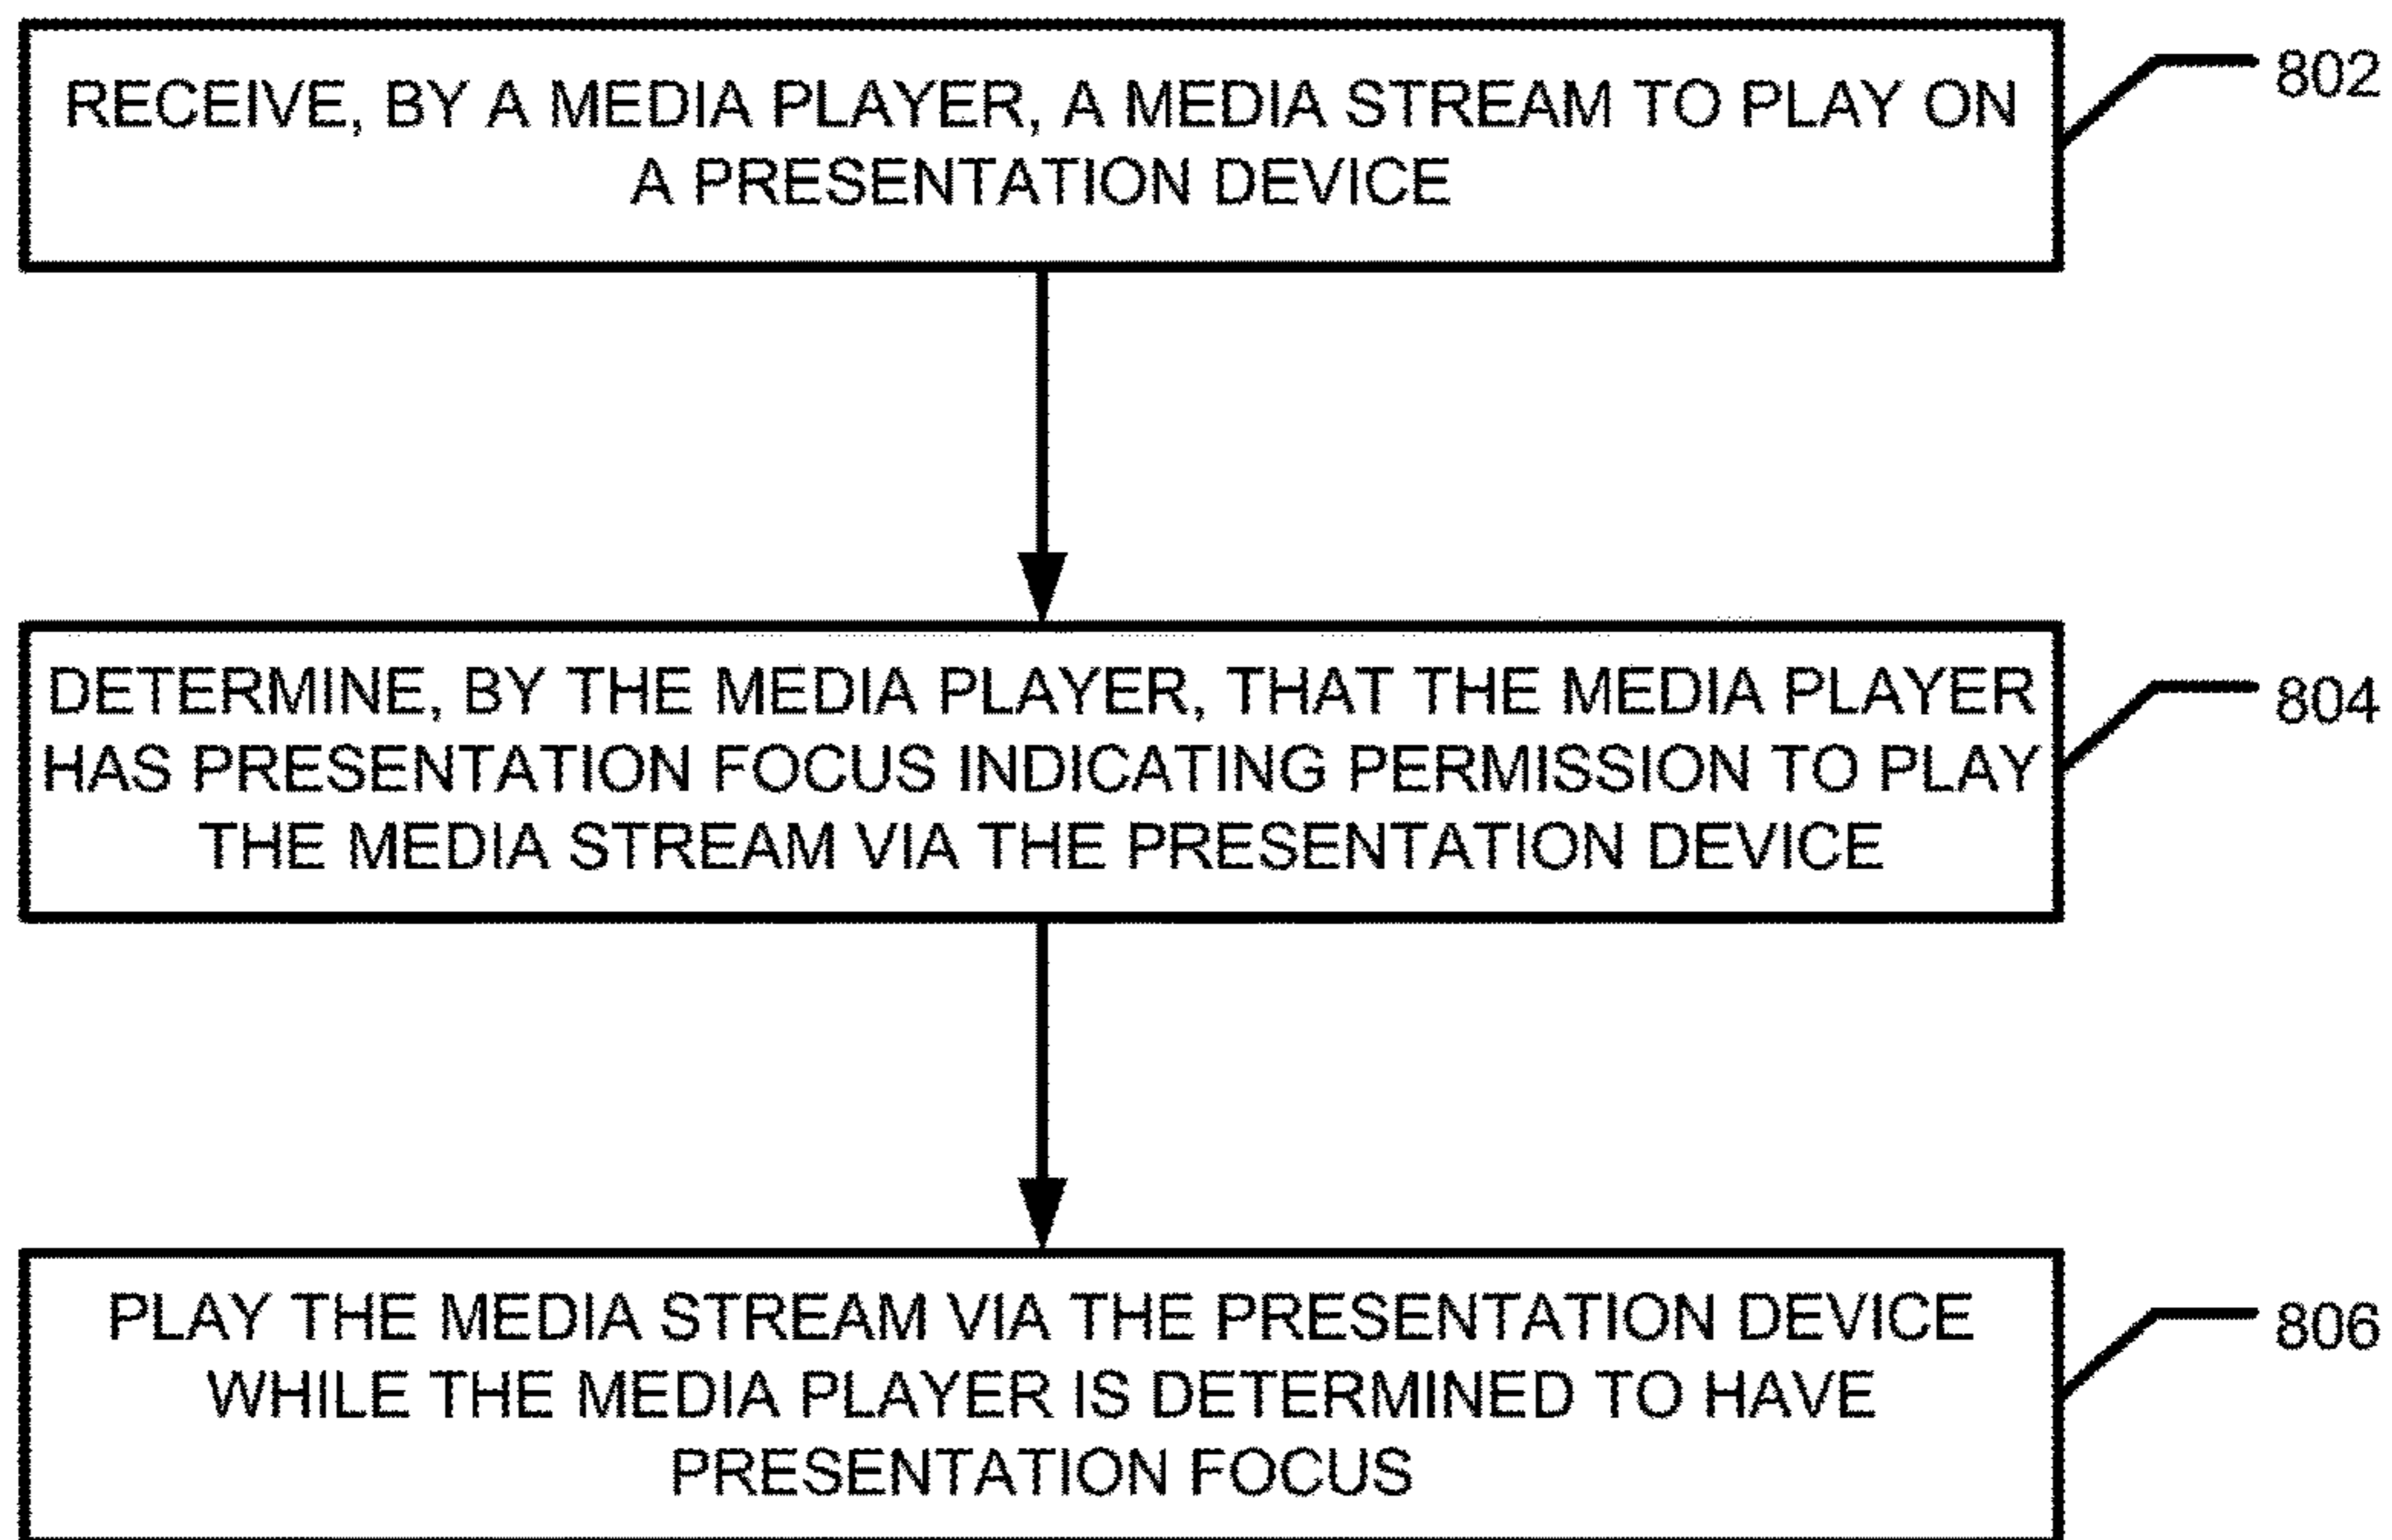 RECEIVE, BY A MEDIA PLAYER, A MEDIA STREAM TO PLAY ON
A PRESENTATION DEVICE
802
DETERMINE, BY THE MEDIA PLAYER, THAT THE MEDIA PLAYER
HAS PRESENTATION FOCUS INDICATING PERMISSION TO PLAY
THE MEDIA STREAM VIA THE PRESENTATION DEVICE
804
PLAY THE MEDIA STREAM VIA THE PRESENTATION DEVICE
WHILE THE MEDIA PLAYER IS DETERMINED TO HAVE
PRESENTATION FOCUS
806